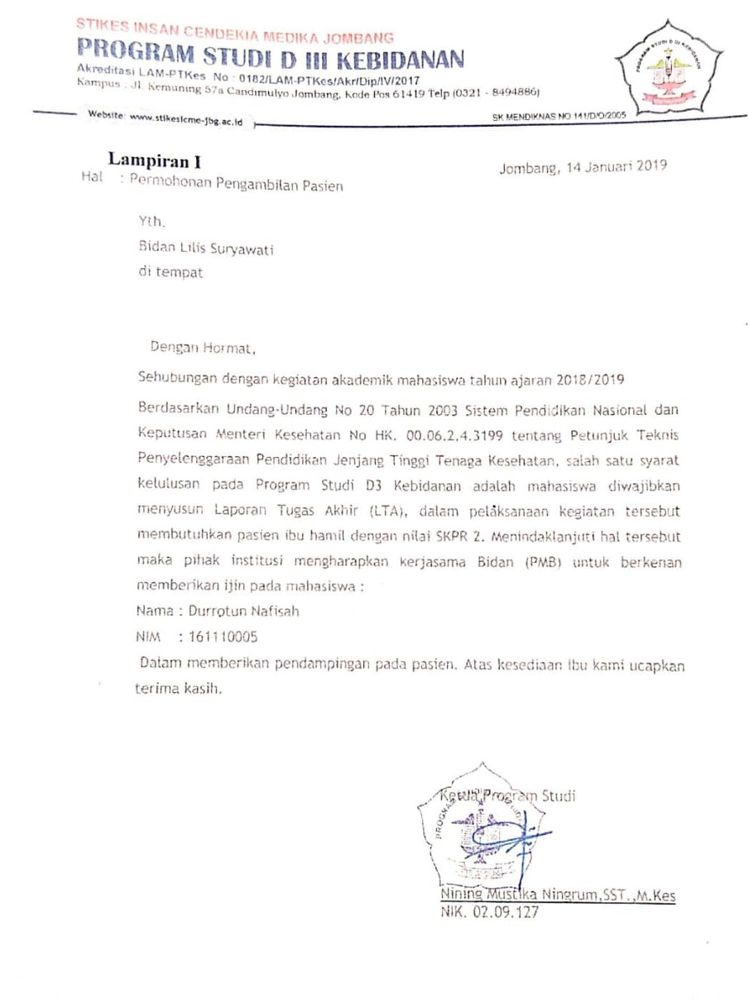 STIKES INSAN CENDEKIA MEDIKA JOMBANG
PROGRAM STUDI D III KEBIDANAN
Akreditasi LAM-PTKes No : 0182/LAM-PTKes/Akr/Dip/IV/2017
Kampus : Jl. Kemuning 57a Candimulyo Jombang, Kode Pos 61419 Telp (0321 - 8494886)
Website: www.stikesicme-jbg.ac.id
SK MENDIKNAS NO 141/D/O/2005
PROGRAM STUDI D III KEBIDANAN
Lampiran I
Jombang, 14 Januari 2019
Hal : Permohonan Pengambilan Pasien
Yth.
Bidan Lilis Suryawati
di tempat
Dengan Hormat,
Sehubungan dengan kegiatan akademik mahasiswa tahun ajaran 2018/2019
Berdasarkan Undang-Undang No 20 Tahun 2003 Sistem Pendidikan Nasional dan
Keputusan Menteri Kesehatan No HK. 00.06.2.4.3199 tentang Petunjuk Teknis
Penyelenggaraan Pendidikan Jenjang Tinggi Tenaga Kesehatan, salah satu syarat
kelulusan pada Program Studi D3 Kebidanan adalah mahasiswa diwajibkan
menyusun Laporan Tugas Akhir (LTA), dalam pelaksanaan kegiatan tersebut
membutuhkan pasien ibu hamil dengan nilai SKPR 2. Menindaklanjuti hal tersebut
maka pihak institusi mengharapkan kerjasama Bidan (PMB) untuk berkenan
memberikan ijin pada mahasiswa :
Nama : Durrotun Nafisah
NIM : 161110005
Dalam memberikan pendampingan pada pasien. Atas kesediaan Ibu kami ucapkan
terima kasih.
Ketua Program Studi
PROGRAM STUDI
Nining Mustika Ningrum,SST.,M.Kes
NIK. 02.09.127